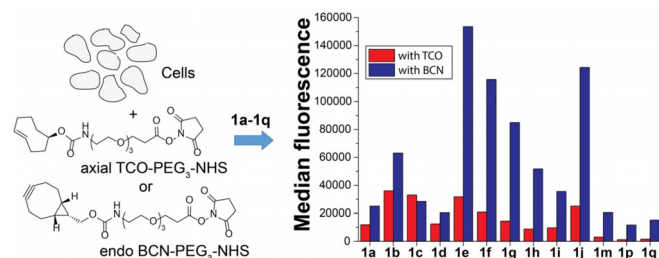 Cells
+
1a-1q
O
N
H
O
O
3
O
O
N
O
O
axial TCO-PEG3-NHS
or
H
H
O
O
N
H
O
3
O
O
N
O
O
endo BCN-PEG3-NHS
Median fluorescence
160000
140000
120000
100000
80000
60000
40000
20000
0
with TCO
with BCN
1a 1b 1c 1d 1e 1f 1g 1h 1i 1j 1m 1p 1q